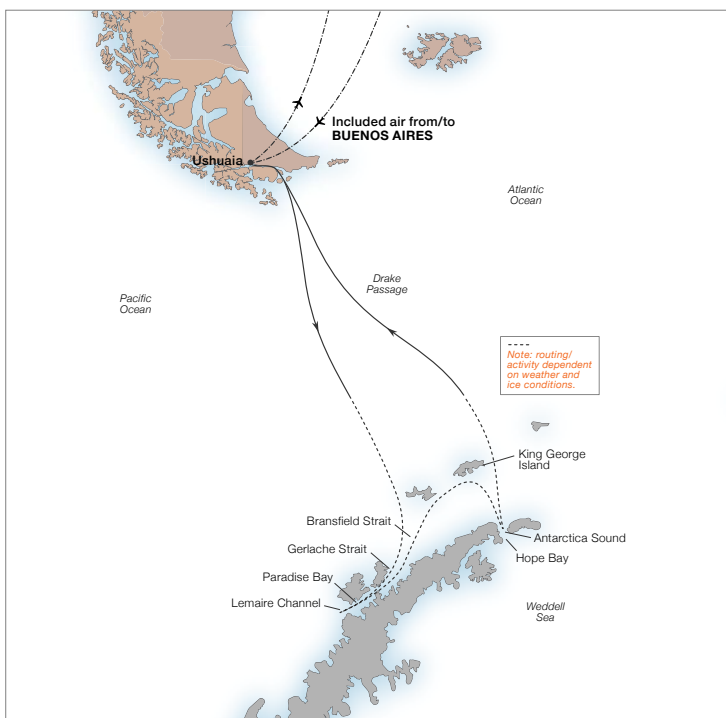 Included air from/to
BUENOS AIRES
Ushuaia
Atlantic
Ocean
Drake
Passage
Pacific
Ocean
Note: routing/
activity dependent
on weather and
ice conditions.
King George
Island
Bransfield Strait
Antarctica Sound
Gerlache Strait
Hope Bay
Paradise Bay
Lemaire Channel
Weddell
Sea